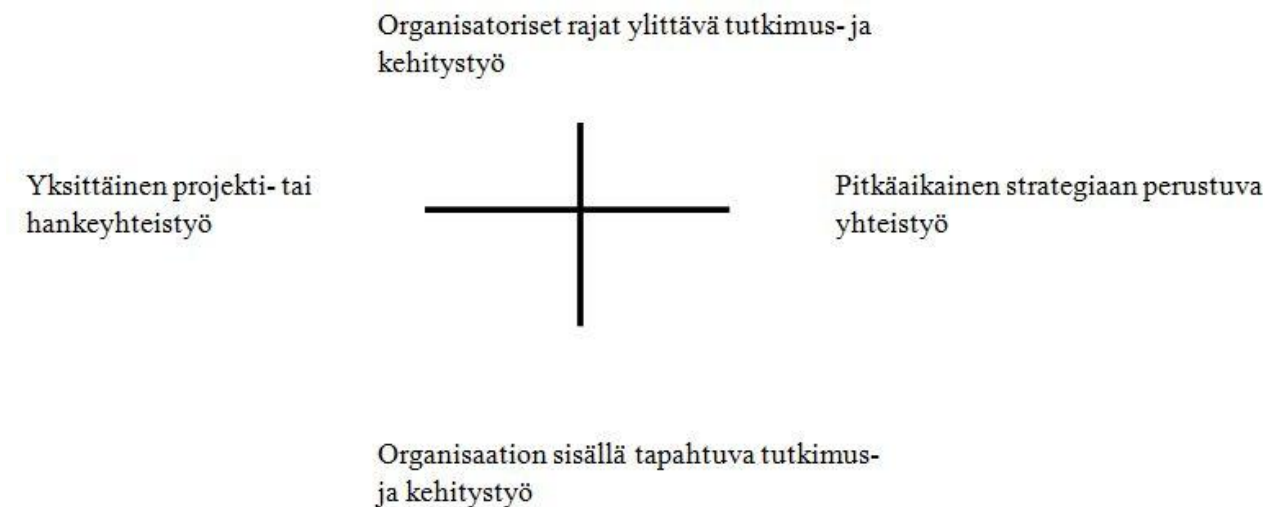 Organisatoriset rajat ylittävä tutkimus- ja
kehitystyö
Yksittäinen projekti- tai
hankeyhteistyö
Pitkäaikainen strategiaan perustuva
yhteistyö
Organisaation sisällä tapahtuva tutkimus-
ja kehitystyö